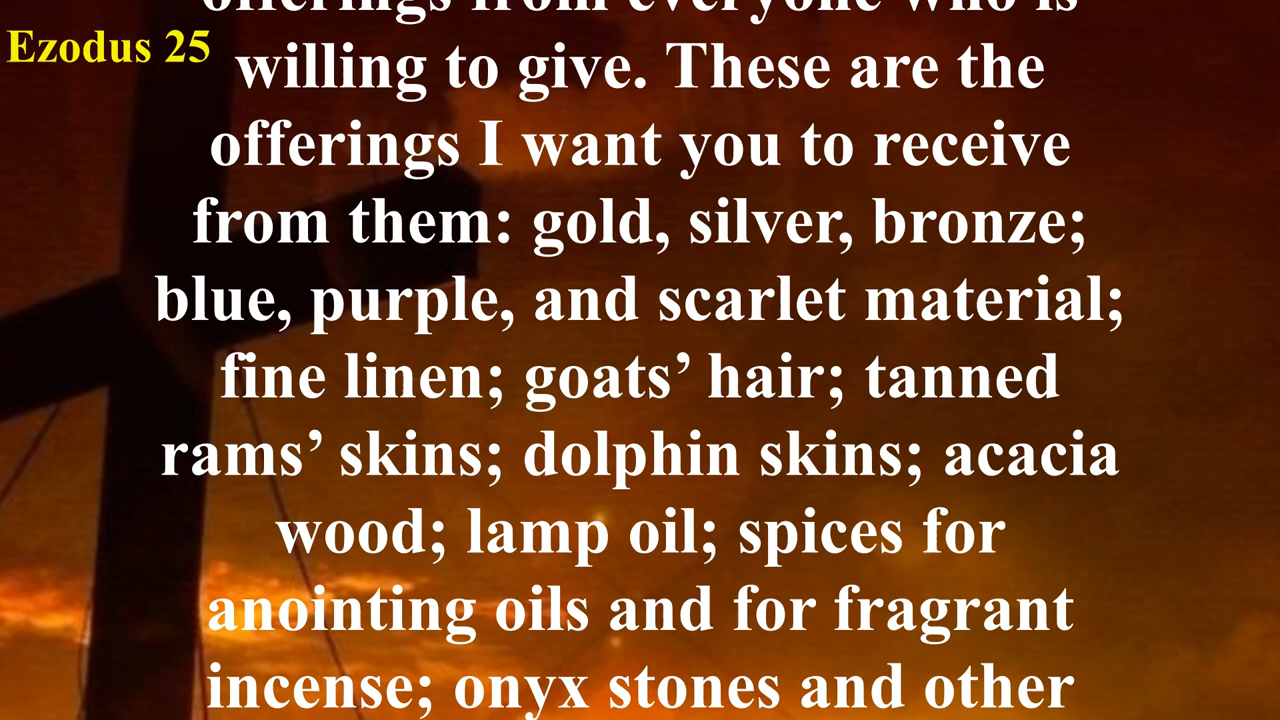 offerings from everyone who is
Ezodus 25
willing to give. These are the
offerings I want you to receive
from them: gold, silver, bronze;
blue, purple, and scarlet material;
fine linen; goats’ hair; tanned
rams’ skins; dolphin skins; acacia
wood; lamp oil; spices for
anointing oils and for fragrant
incense; onyx stones and other